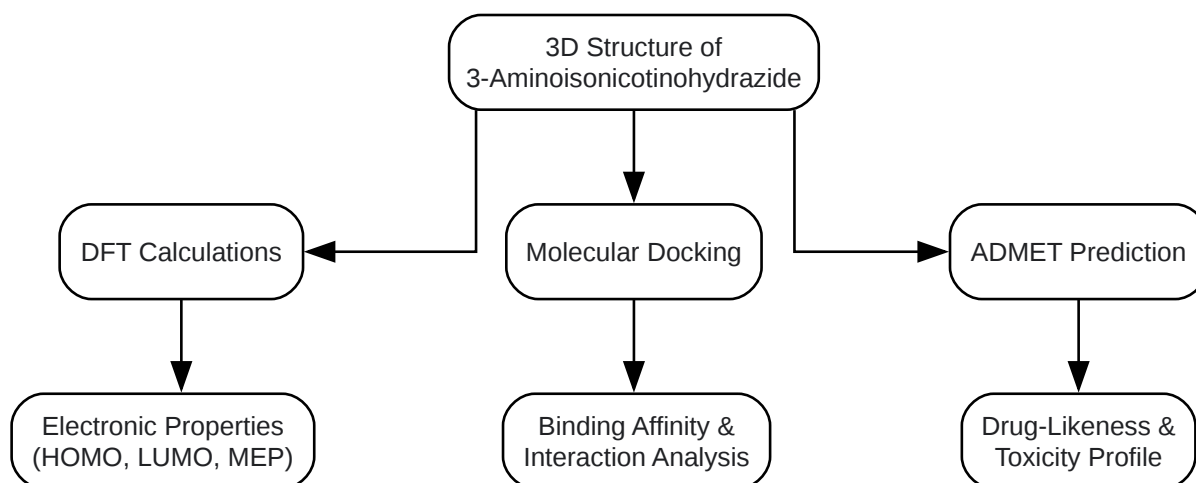 3D Structure of
3-Aminoisonicotinohydrazide
DFT Calculations
Molecular Docking
ADMET Prediction
Electronic Properties
(HOMO, LUMO, MEP)
Binding Affinity &
Interaction Analysis
Drug-Likeness &
Toxicity Profile